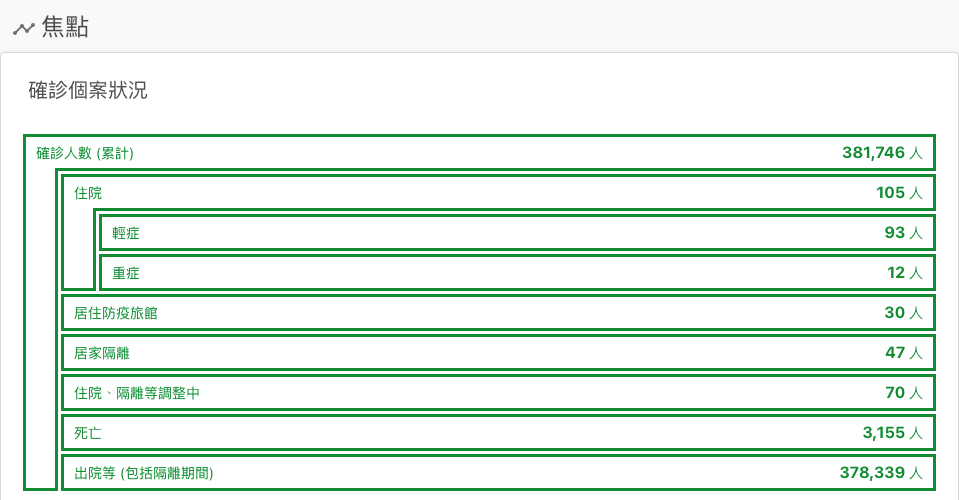 焦點
確診個案狀況
確診人數 (累計) 381,746 人
住院 105 人
輕症 93 人
重症 12 人
居住防疫旅館 30 人
居家隔離 47 人
住院、隔離等調整中 70 人
死亡 3,155 人
出院等 (包括隔離期間) 378,339 人